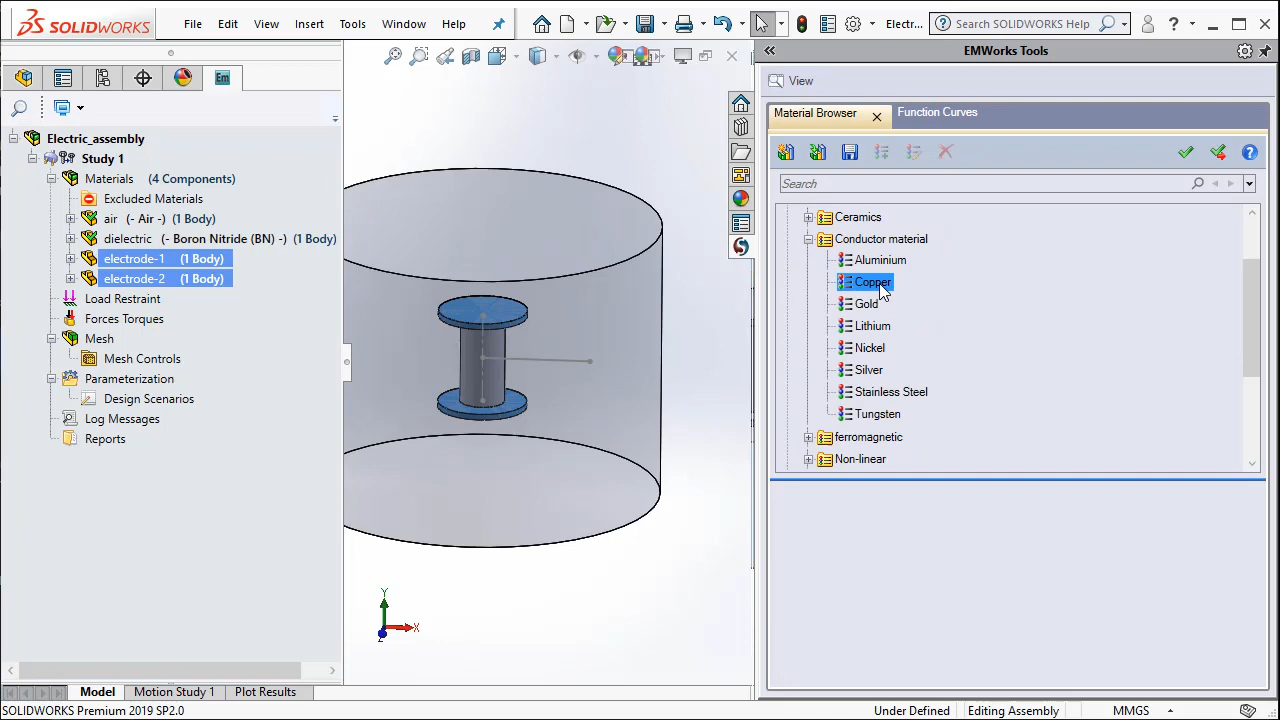 SOLIDWORKS
File Edit View Insert Tools Window Help
Electr...
Search SOLIDWORKS Help
Em
Electric_assembly
Study 1
Materials (4 Components)
Excluded Materials
air (- Air -) (1 Body)
dielectric (- Boron Nitride (BN) -) (1 Body)
electrode-1 (1 Body)
electrode-2 (1 Body)
Load Restraint
Forces Torques
Mesh
Mesh Controls
Parameterization
Design Scenarios
Log Messages
Reports
Y
X
Z
EMWorks Tools
View
Material Browser
Function Curves
Search
Ceramics
Conductor material
Aluminium
Copper
Gold
Lithium
Nickel
Silver
Stainless Steel
Tungsten
ferromagnetic
Non-linear
Model Motion Study 1 Plot Results
SOLIDWORKS Premium 2019 SP2.0
Under Defined Editing Assembly MMGS